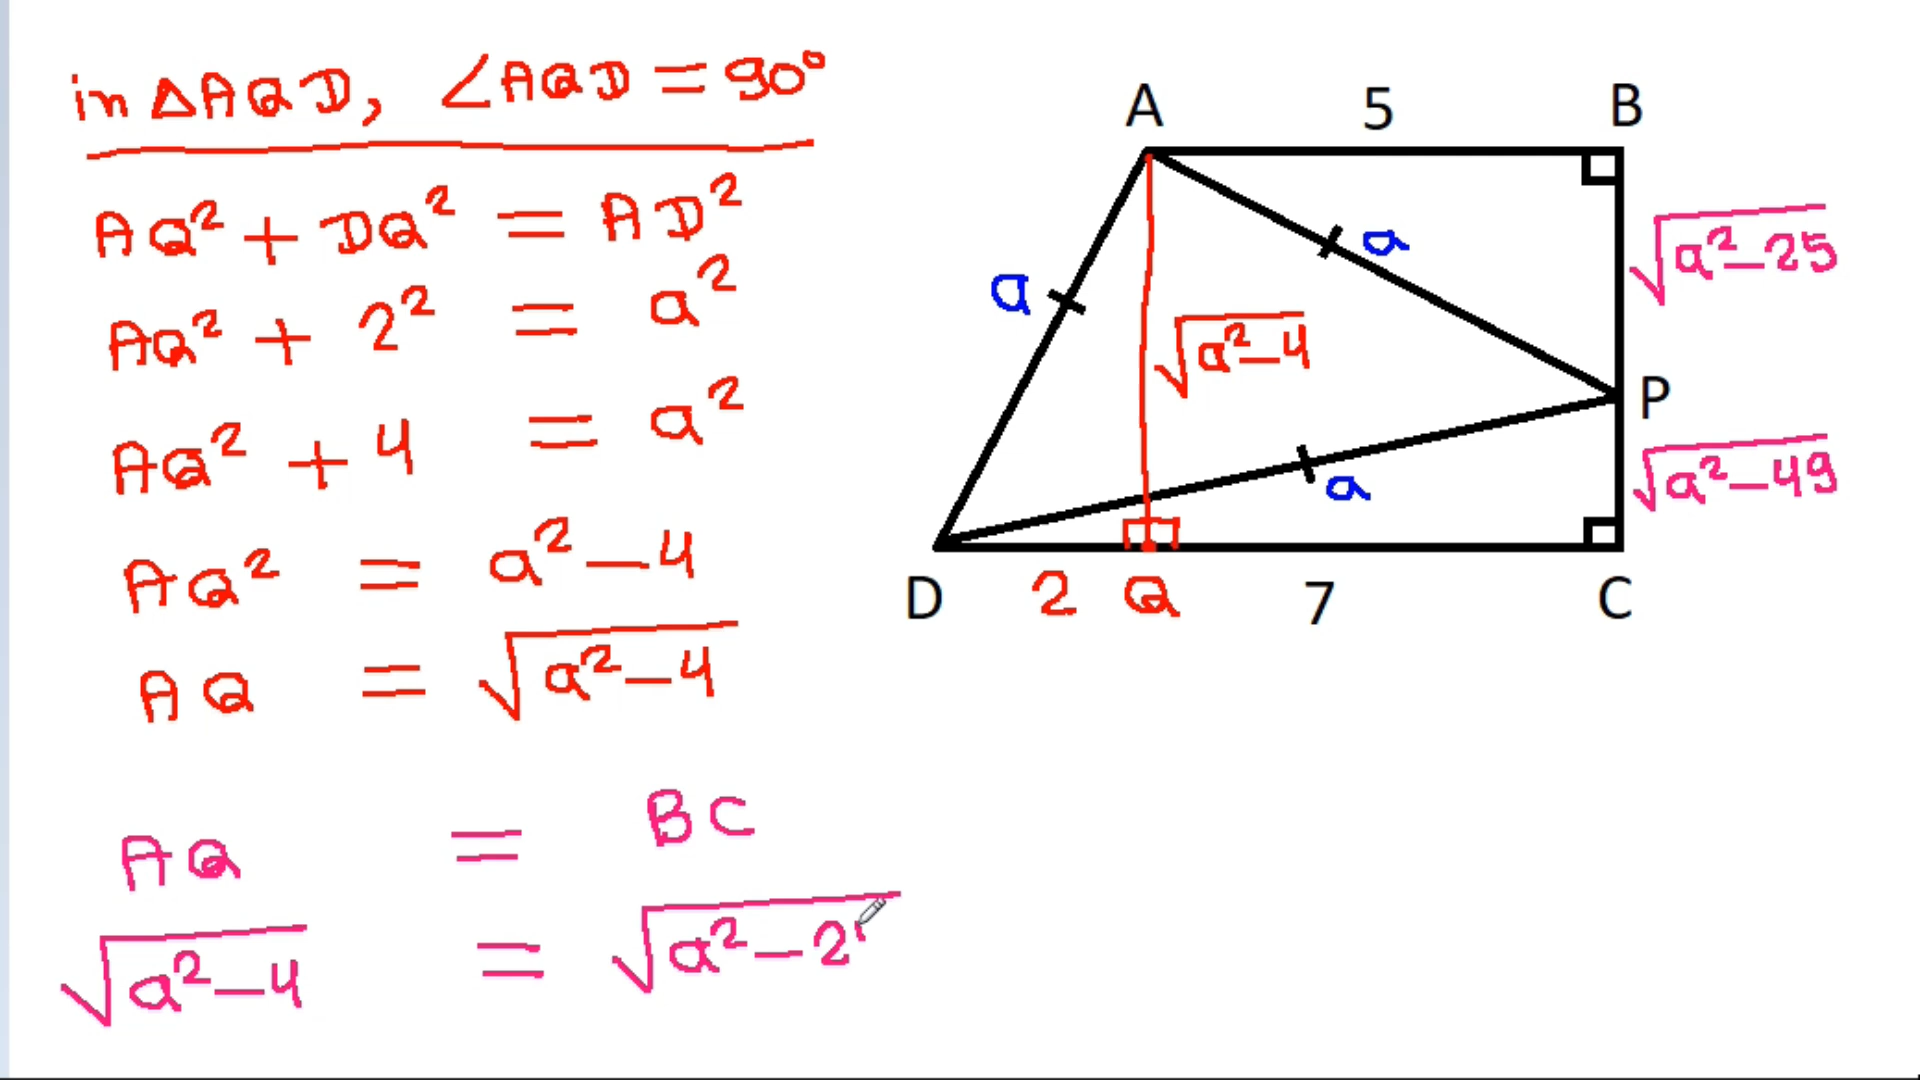 in △AQD, ∠AQD = 90°
AQ² + DQ² = AD²
AQ² + 2² = a²
AQ² + 4 = a²
AQ² = a² − 4
AQ = √(a² − 4)
AQ = BC
√(a² − 4) = √(a² − 2
A 5 B
a
a
√(a² − 25)
√(a² − 4)
P
a
√(a² − 49)
D 2 Q 7 C